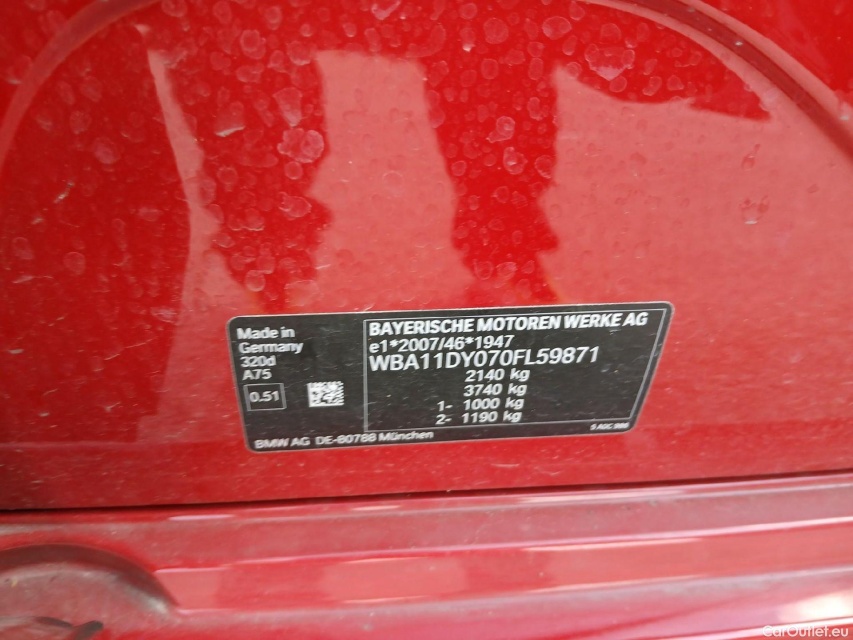 Made in
Germany
320d
A75
0.51
BAYERISCHE MOTOREN WERKE AG
e1*2007/46*1947
WBA11DY070FL59871
2140 kg
3740 kg
1- 1000 kg
2- 1190 kg
BMW AG DE-80788 München
CarOutlet.eu